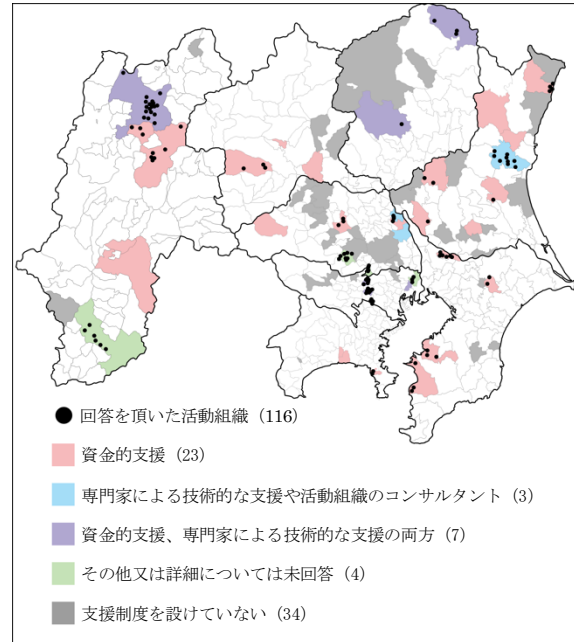 回答を頂いた活動組織（116）
資金的支援（23）
専門家による技術的な支援や活動組織のコンサルタント（3）
資金的支援、専門家による技術的な支援の両方（7）
その他又は詳細については未回答（4）
支援制度を設けていない（34）